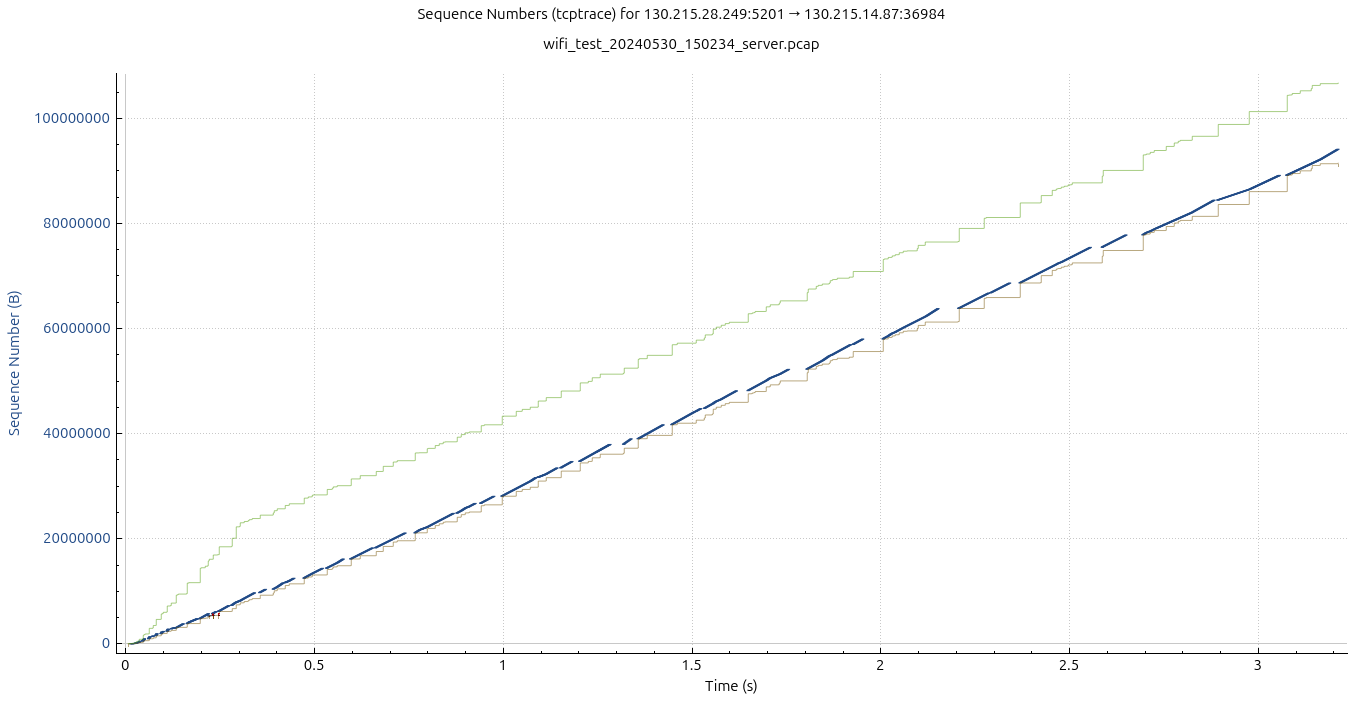 Sequence Numbers (tcptrace) for 130.215.28.249:5201 → 130.215.14.87:36984
wifi_test_20240530_150234_server.pcap
Sequence Number (B)
100000000
80000000
60000000
40000000
20000000
0
0 0.5 1 1.5 2 2.5 3
Time (s)